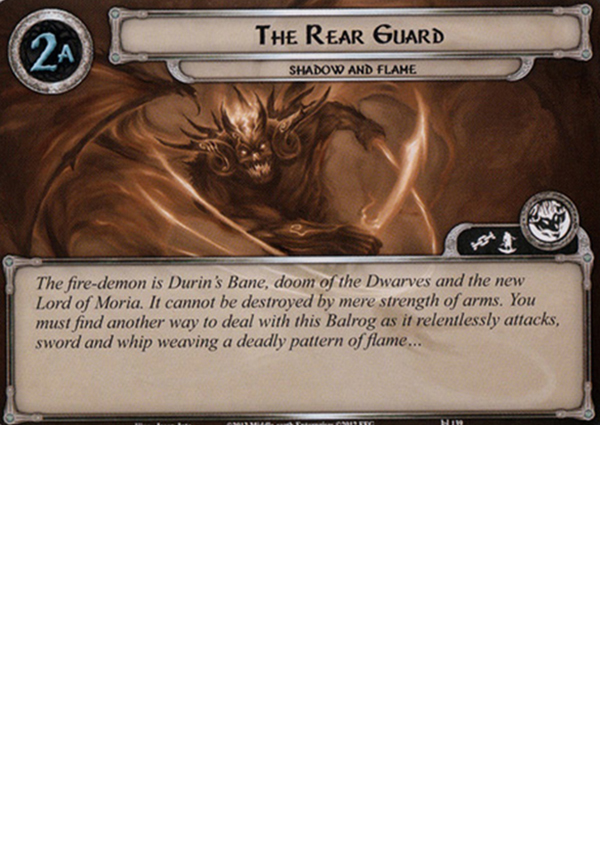 2A
THE REAR GUARD
SHADOW AND FLAME
The fire-demon is Durin's Bane, doom of the Dwarves and the new
Lord of Moria. It cannot be destroyed by mere strength of arms. You
must find another way to deal with this Balrog as it relentlessly attacks,
sword and whip weaving a deadly pattern of flame...